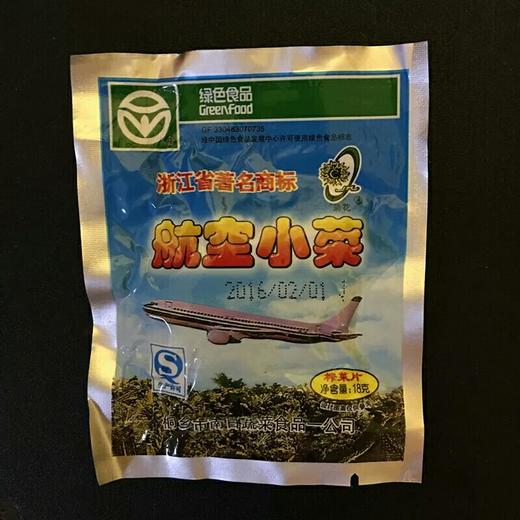 绿色食品
GreenFood
GF 330483070735
经中国绿色食品发展中心许可使用绿色食品标志
浙江省著名商标
航空小菜
2016/02/01
榨菜片
净含量:18克
桐乡市南日蔬菜食品一公司